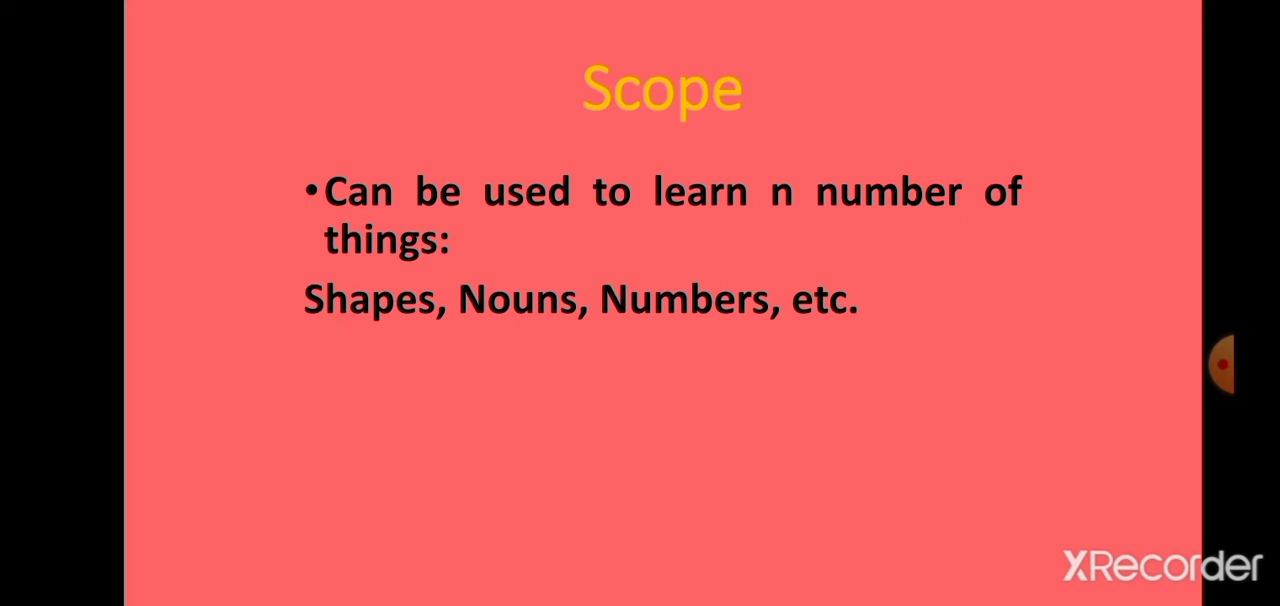 Scope
•Can be used to learn n number of
things:
Shapes, Nouns, Numbers, etc.
XRecorder